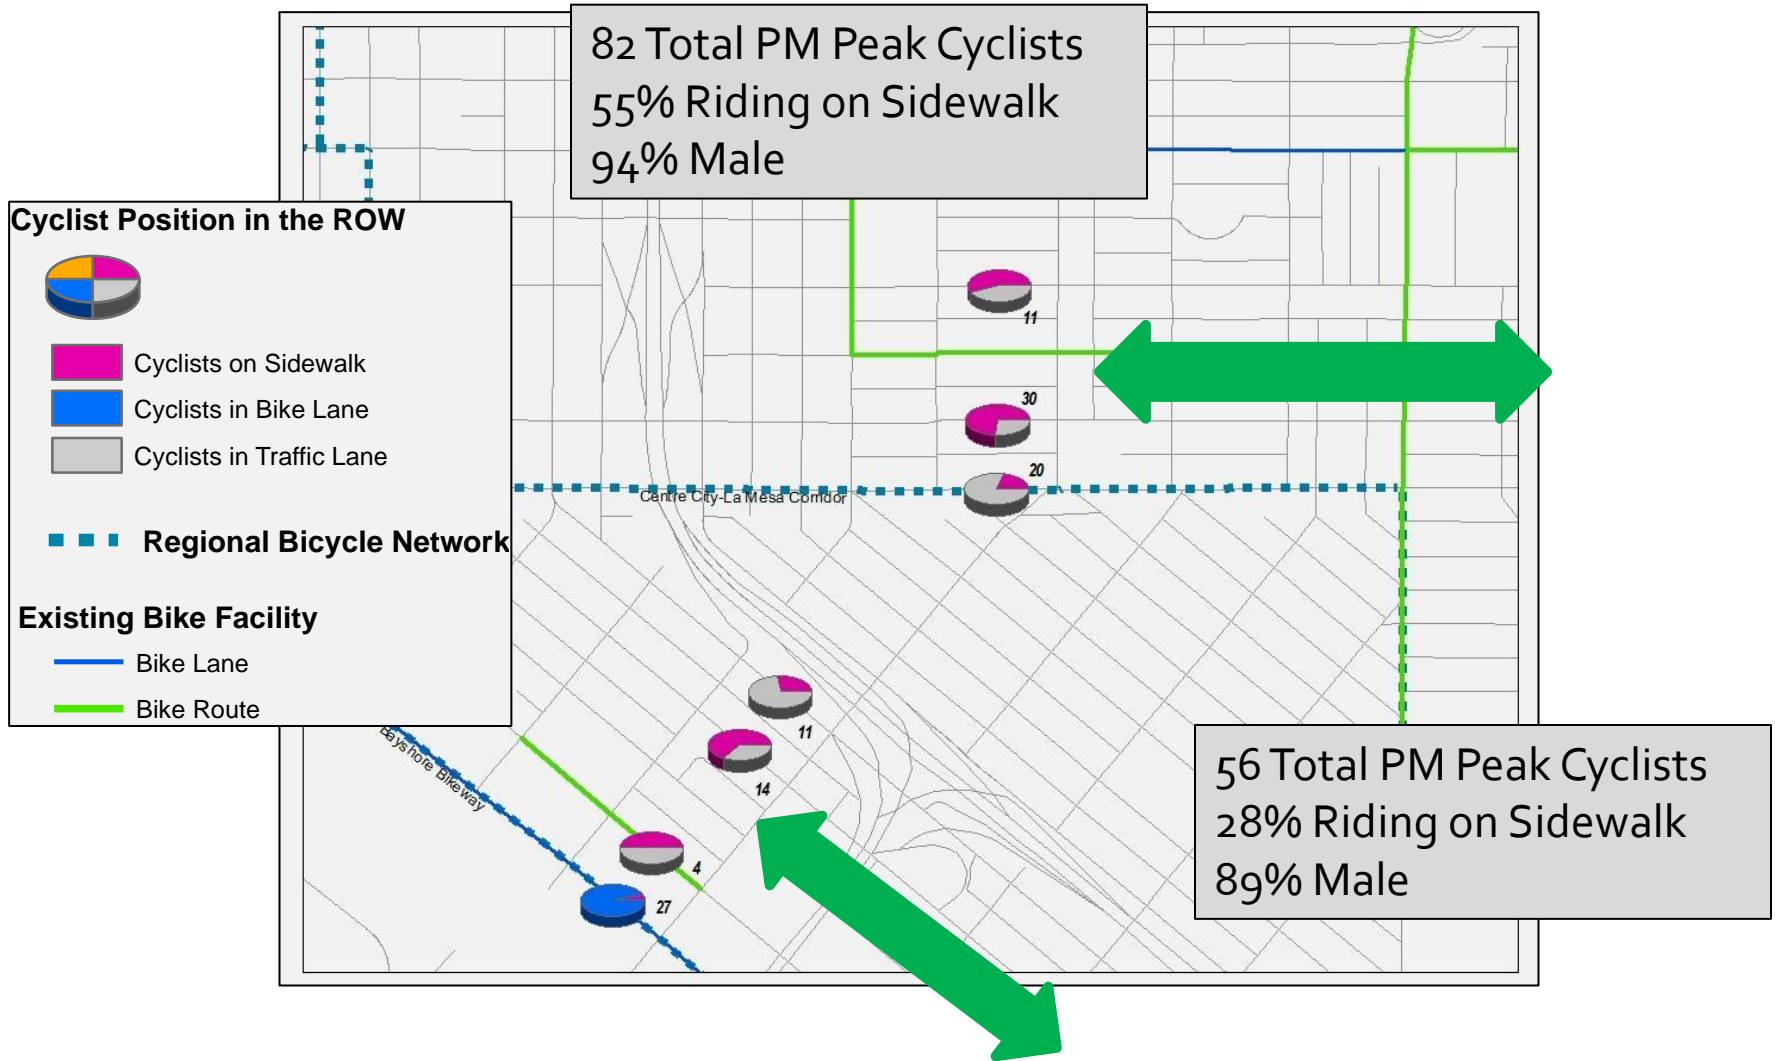 82 Total PM Peak Cyclists
55% Riding on Sidewalk
94% Male
Cyclist Position in the ROW
Cyclists on Sidewalk
Cyclists in Bike Lane
Cyclists in Traffic Lane
Regional Bicycle Network
Existing Bike Facility
Bike Lane
Bike Route
11
30
20
Centre City-La Mesa Corridor
11
14
4
27
Bayshore Bikeway
56 Total PM Peak Cyclists
28% Riding on Sidewalk
89% Male